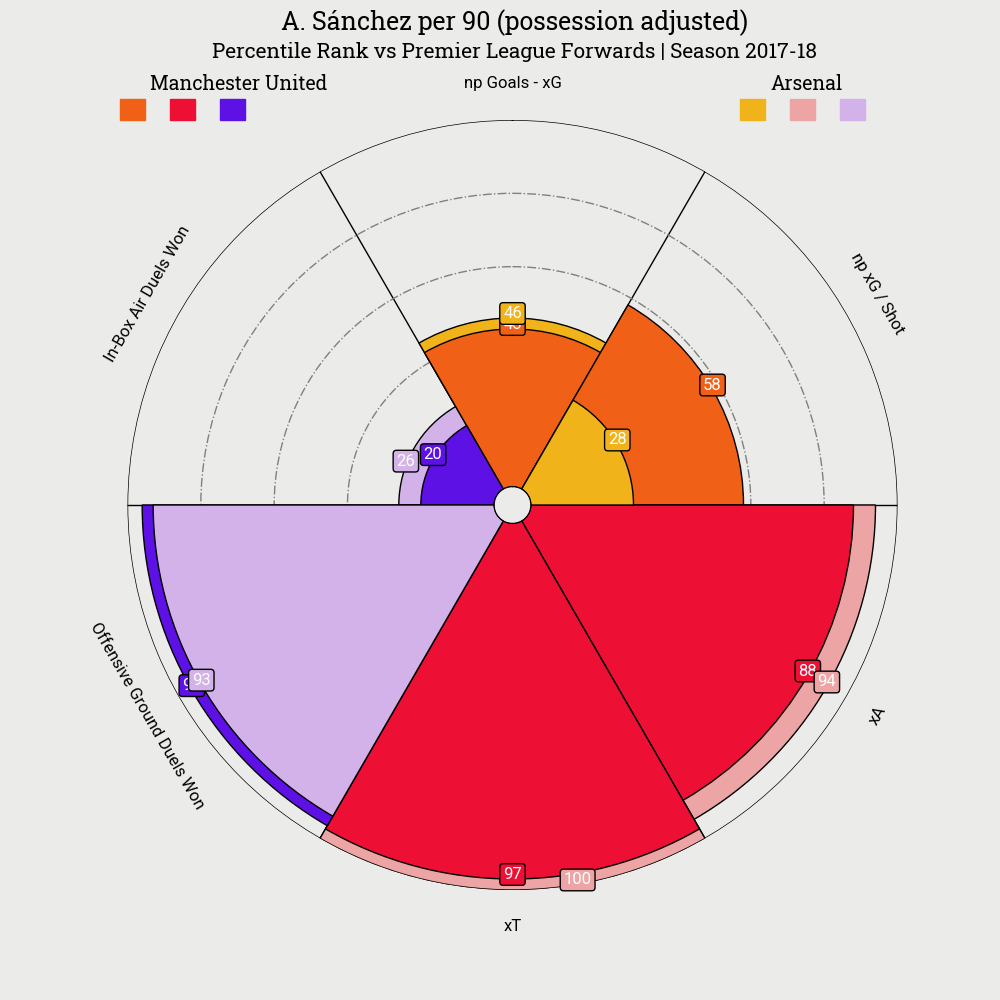 A. Sánchez per 90 (possession adjusted)
Percentile Rank vs Premier League Forwards | Season 2017-18
Manchester United
np Goals - xG
Arsenal
In-Box Air Duels Won
np xG / Shot
46
58
28
26
20
93
88
94
97
100
Offensive Ground Duels Won
xA
xT